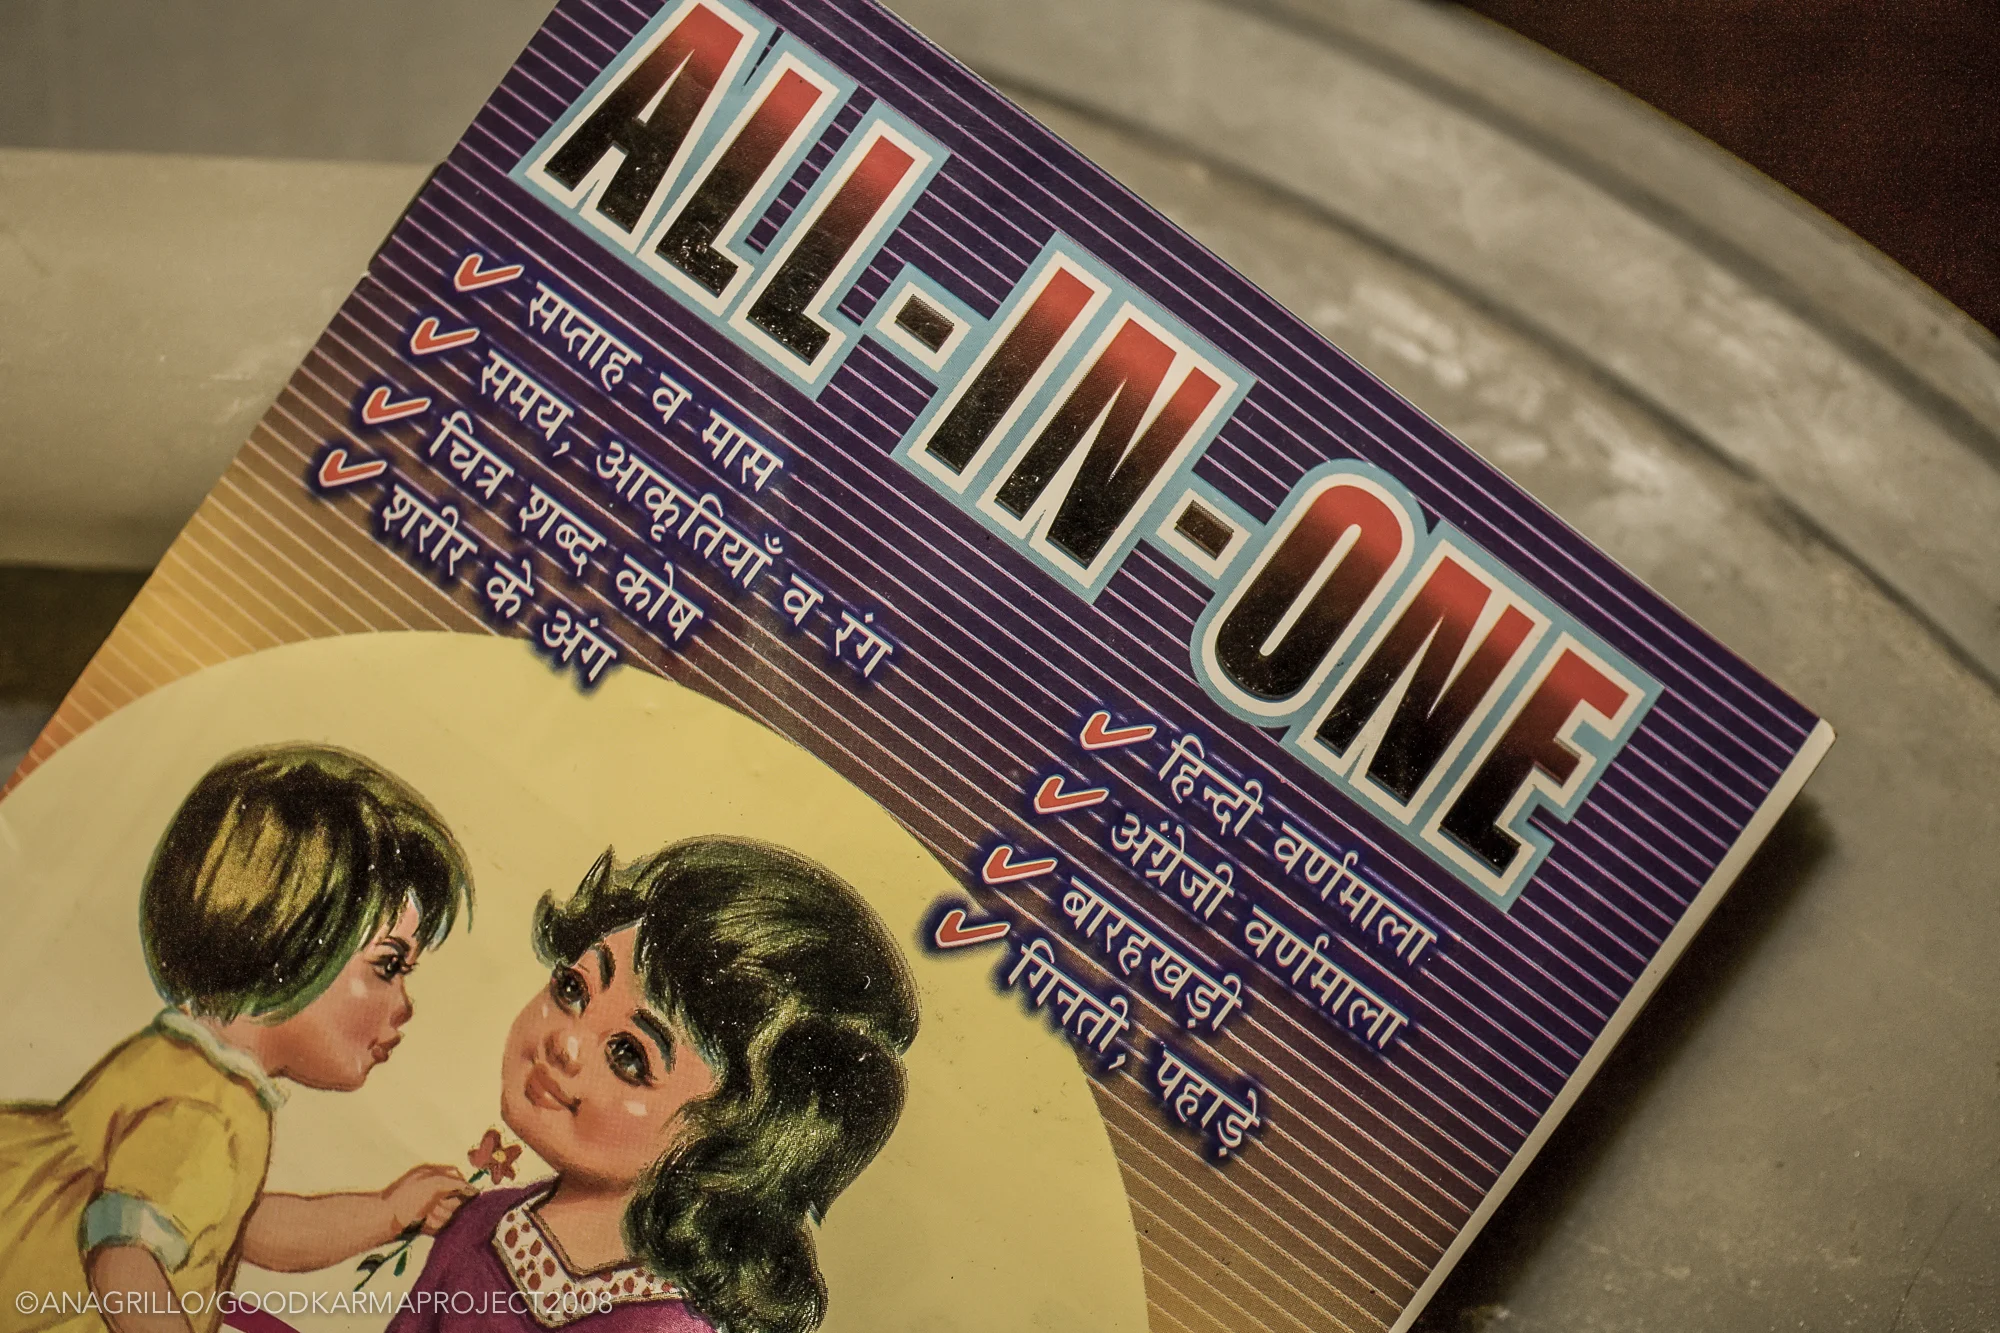 ALL-IN-ONE
सप्ताह व मास
समय, आकृतियाँ व रंग
चित्र शब्द कोष
शरीर के अंग
हिन्दी वर्णमाला
अंग्रेजी वर्णमाला
बारहखड़ी
गिनती, पहाड़े
©ANAGRILLO/GOODKARMAPROJECT2008